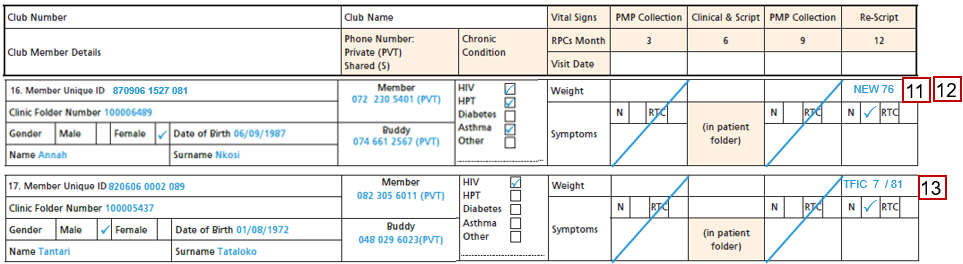 Club Number Club Name Vital Signs PMP Collection Clinical & Script PMP Collection Re-Script
Club Member Details Phone Number: Private (PVT) Shared (S) Chronic Condition RPCs Month 3 6 9 12
Visit Date
16. Member Unique ID 870906 1527 081 Member 072 230 5401 (PVT) HIV Weight NEW 76 11 12
Clinic Folder Number 100006489 HPT N RTC N RTC N RTC
Diabetes
Gender Male Female Date of Birth 06/09/1987 Buddy 074 661 2567 (PVT) Asthma Symptoms (in patient folder)
Other
Name Annah Surname Nkosi
17. Member Unique ID 820606 0002 089 Member 082 305 6011 (PVT) HIV Weight TFIC 7 / 81 13
Clinic Folder Number 100005437 HPT N RTC N RTC N RTC
Diabetes
Gender Male Female Date of Birth 01/08/1972 Buddy 048 029 6023(PVT) Asthma Symptoms (in patient folder)
Other
Name Tantari Surname Tataloko